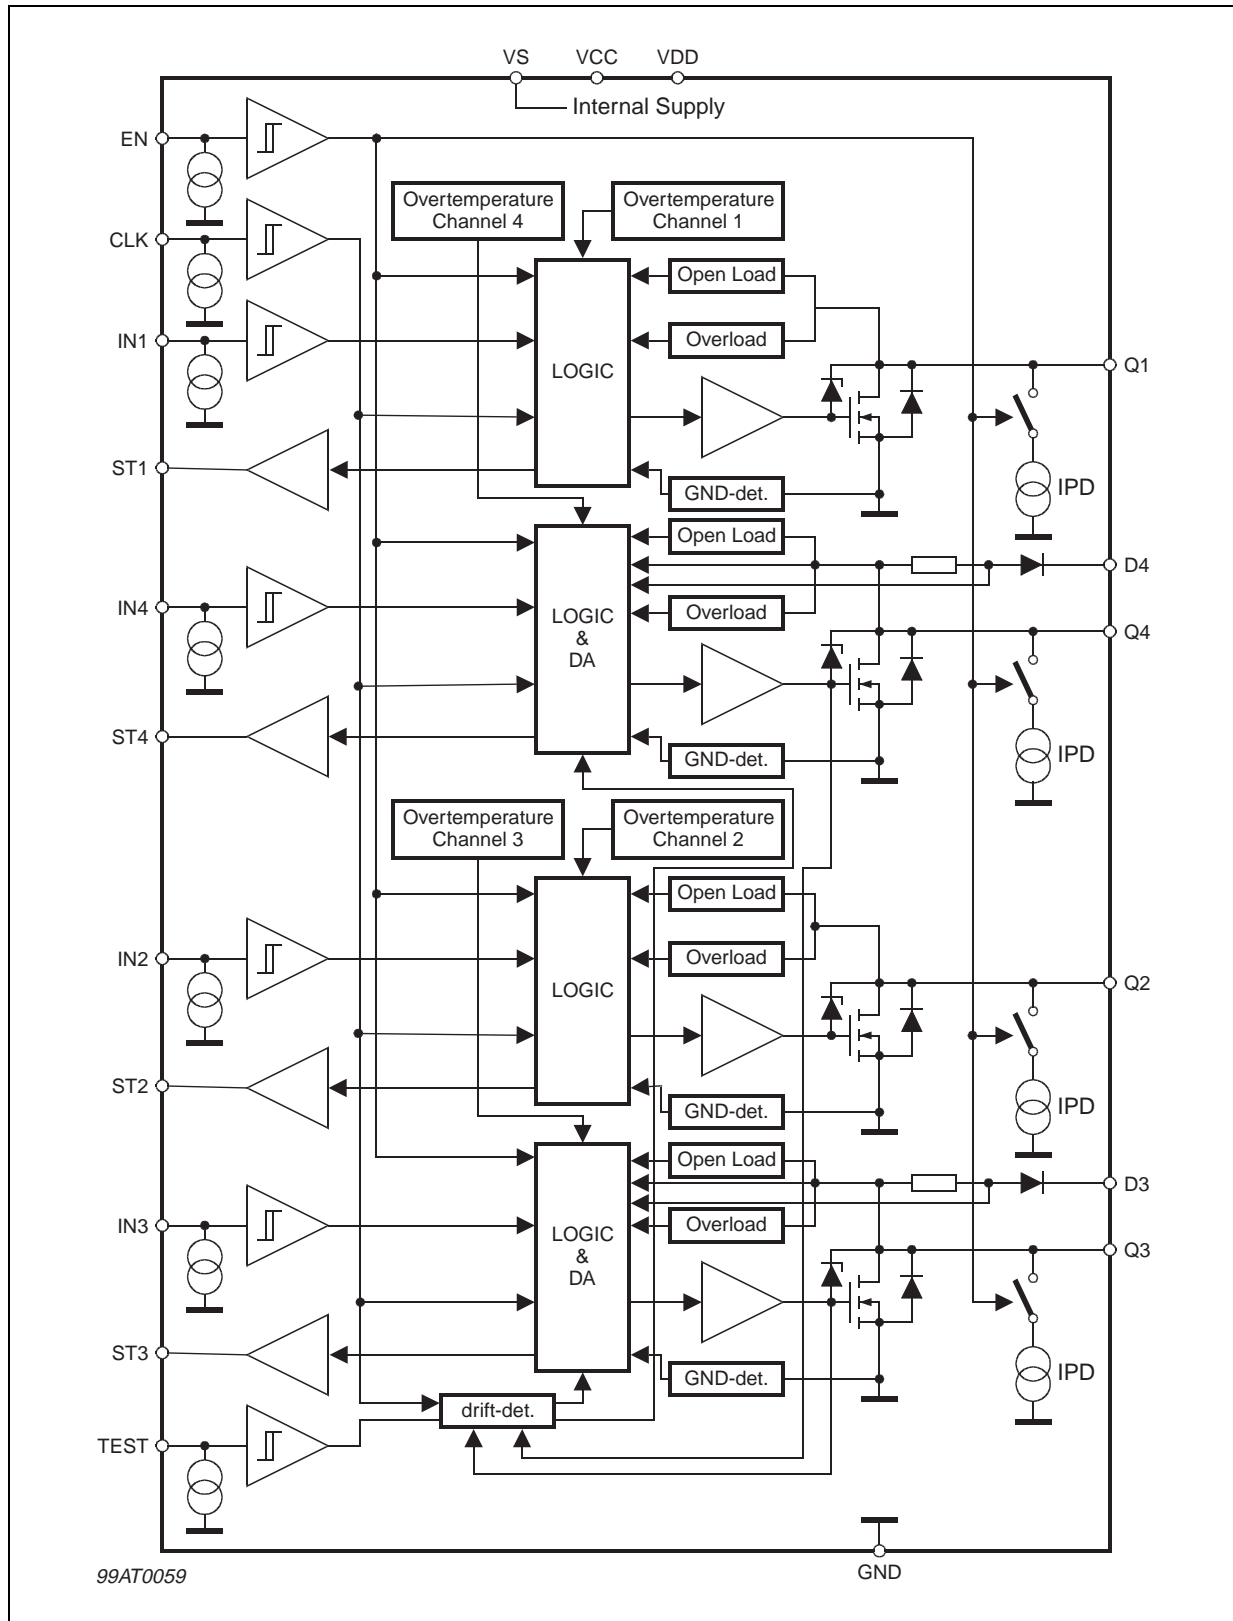 VS VCC VDD
Internal Supply
EN
Overtemperature
Channel 4
Overtemperature
Channel 1
CLK
Open Load
IN1
Overload
LOGIC
Q1
ST1
GND-det.
IPD
Open Load
D4
IN4
Overload
LOGIC
&
DA
Q4
ST4
GND-det.
IPD
Overtemperature
Channel 3
Overtemperature
Channel 2
Open Load
IN2
Overload
LOGIC
Q2
ST2
GND-det.
IPD
Open Load
D3
IN3
Overload
LOGIC
&
DA
Q3
ST3
GND-det.
IPD
drift-det.
TEST
GND
99AT0059